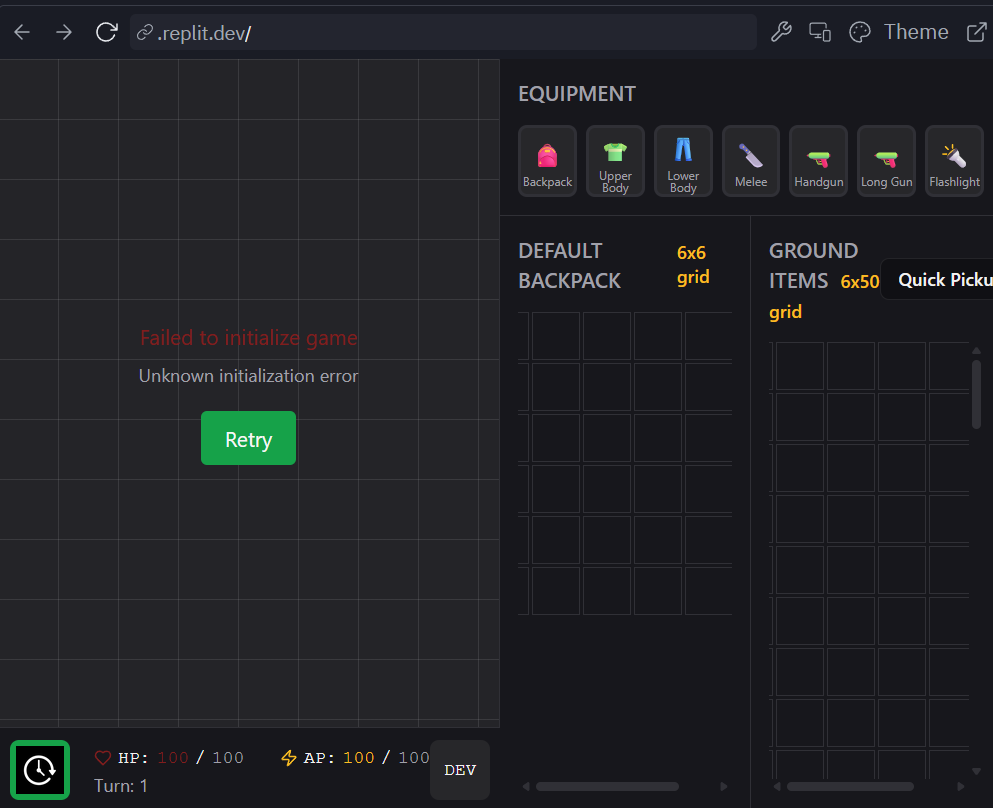 .replit.dev/
Theme
EQUIPMENT
Backpack
Upper
Body
Lower
Body
Melee
Handgun
Long Gun
Flashlight
DEFAULT
BACKPACK
6x6
grid
GROUND
ITEMS 6x50
grid
Quick Picku
Failed to initialize game
Unknown initialization error
Retry
HP: 100 / 100
AP: 100 / 100
Turn: 1
DEV